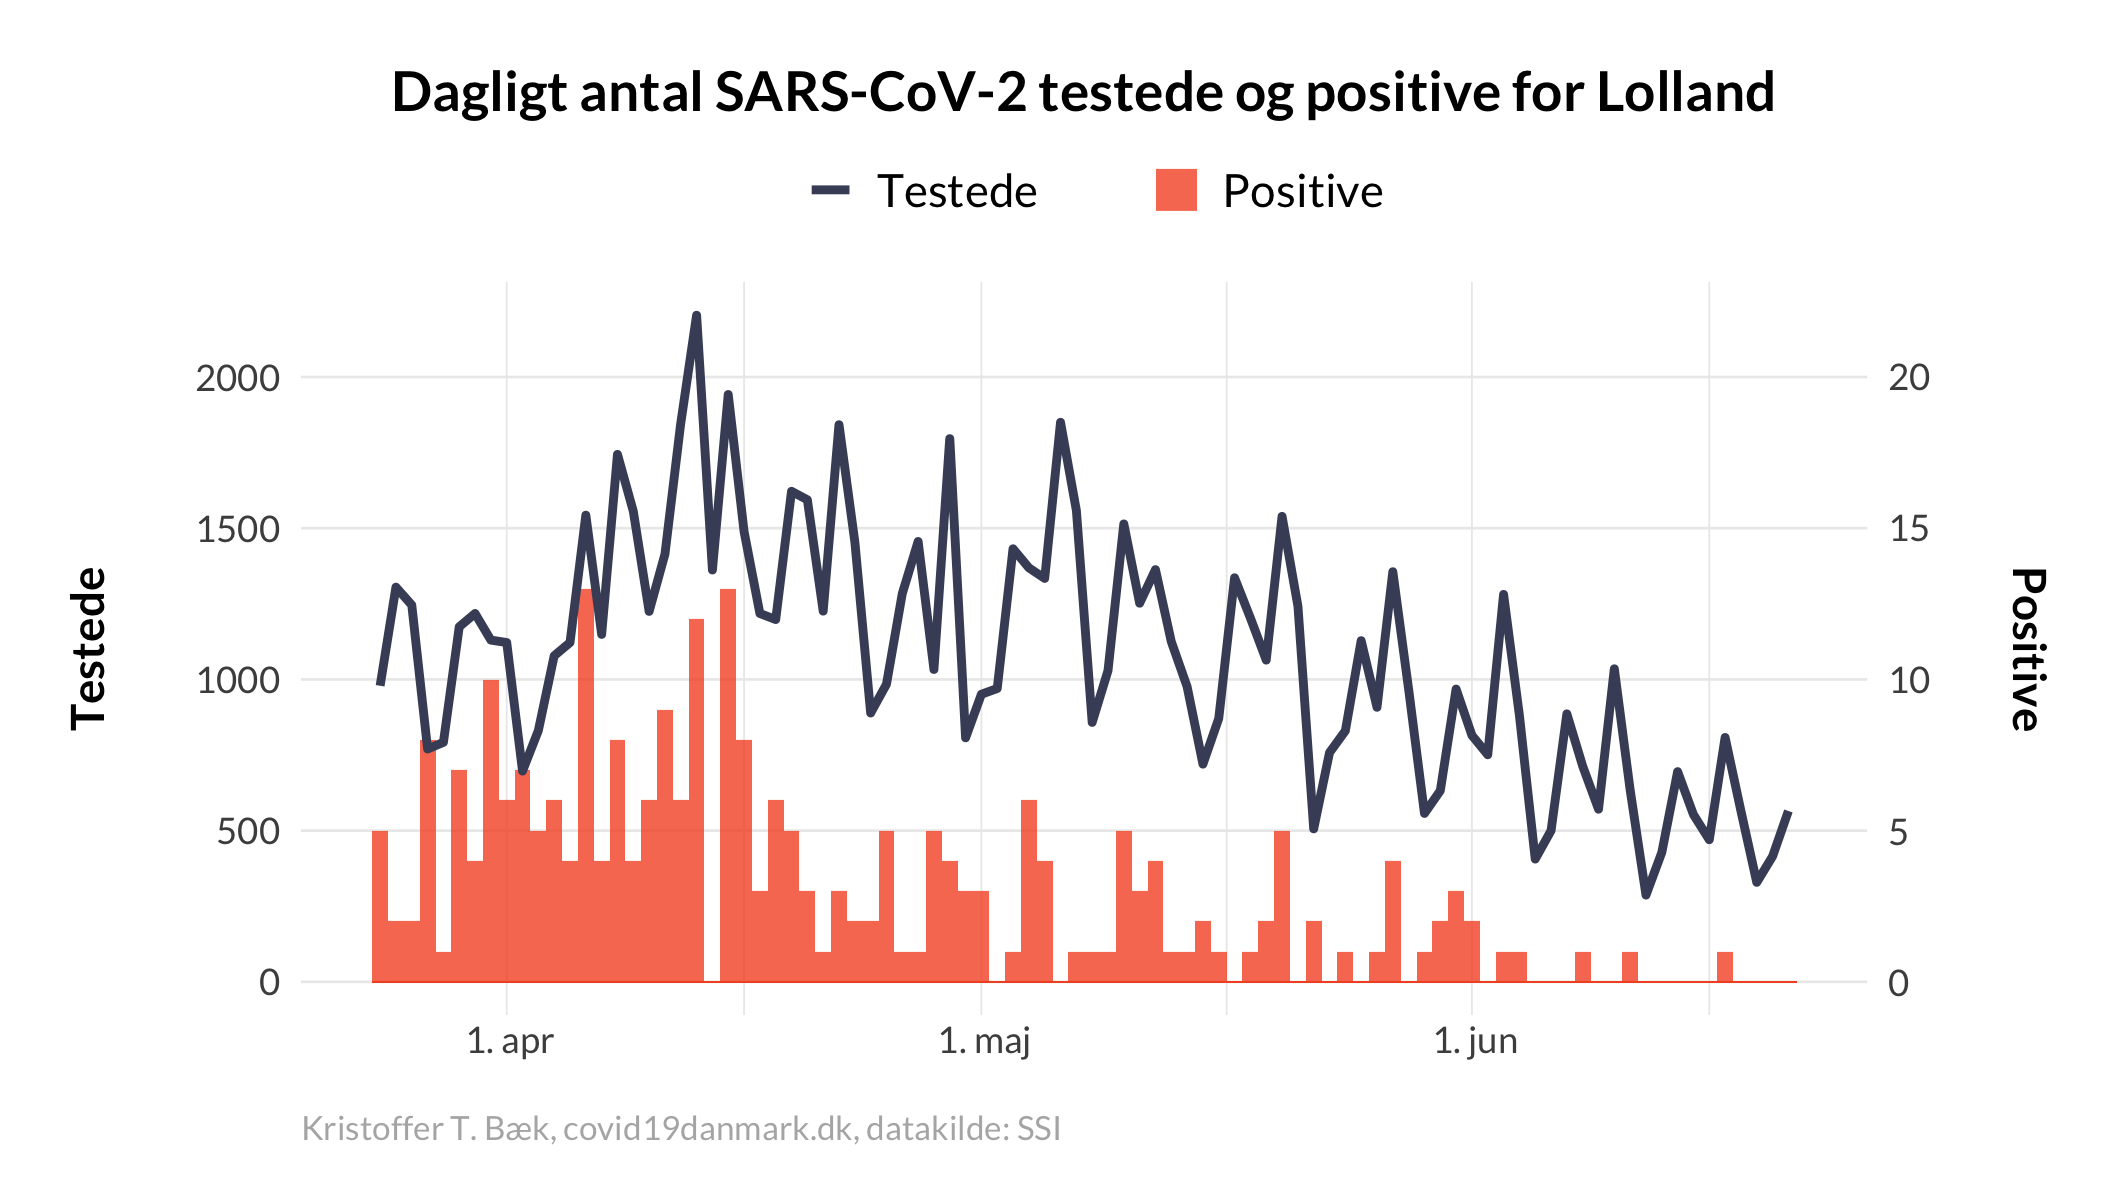 Dagligt antal SARS-CoV-2 testede og positive for Lolland
Testede
Positive
2000
1500
1000
500
0
20
15
10
5
0
Testede
Positive
1. apr
1. maj
1. jun
Kristoffer T. Bæk, covid19danmark.dk, datakilde: SSI